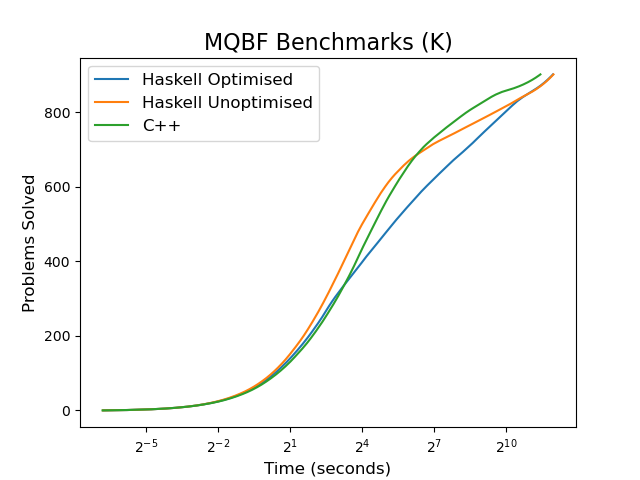 MQBF Benchmarks (K)
Haskell Optimised
Haskell Unoptimised
C++
Problems Solved
800
600
400
200
0
2^-5 2^-2 2^1 2^4 2^7 2^10
Time (seconds)